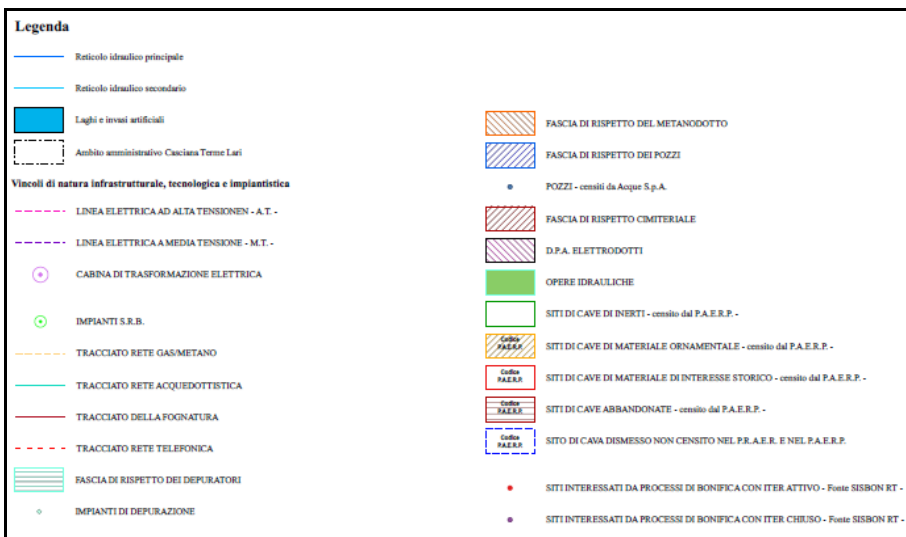 Legenda
Reticolo idraulico principale
Reticolo idraulico secondario
Laghi e invasi artificiali
Ambito amministrativo Casciana Terme Lari
Vincoli di natura infrastrutturale, tecnologica e impiantistica
LINEA ELETTRICA AD ALTA TENSIONEN - A.T. -
LINEA ELETTRICA A MEDIA TENSIONE - M.T. -
CABINA DI TRASFORMAZIONE ELETTRICA
IMPIANTI S.R.B.
TRACCIATO RETE GAS/METANO
TRACCIATO RETE ACQUEDOTTISTICA
TRACCIATO DELLA FOGNATURA
TRACCIATO RETE TELEFONICA
FASCIA DI RISPETTO DEI DEPURATORI
IMPIANTI DI DEPURAZIONE
FASCIA DI RISPETTO DEL METANODOTTO
FASCIA DI RISPETTO DEI POZZI
POZZI - censiti da Acque S.p.A.
FASCIA DI RISPETTO CIMITERIALE
D.P.A. ELETTRODOTTI
OPERE IDRAULICHE
SITI DI CAVE DI INERTI - censito dal P.A.E.R.P. -
Codice
P.A.E.R.P.
SITI DI CAVE DI MATERIALE ORNAMENTALE - censito dal P.A.E.R.P. -
Codice
P.A.E.R.P.
SITI DI CAVE DI MATERIALE DI INTERESSE STORICO - censito dal P.A.E.R.P. -
Codice
P.A.E.R.P.
SITI DI CAVE ABBANDONATE - censito dal P.A.E.R.P. -
Codice
P.A.E.R.P.
SITO DI CAVA DISMESSO NON CENSITO NEL P.R.A.E.R. E NEL P.A.E.R.P.
SITI INTERESSATI DA PROCESSI DI BONIFICA CON ITER ATTIVO - Fonte SISBON RT -
SITI INTERESSATI DA PROCESSI DI BONIFICA CON ITER CHIUSO - Fonte SISBON RT -